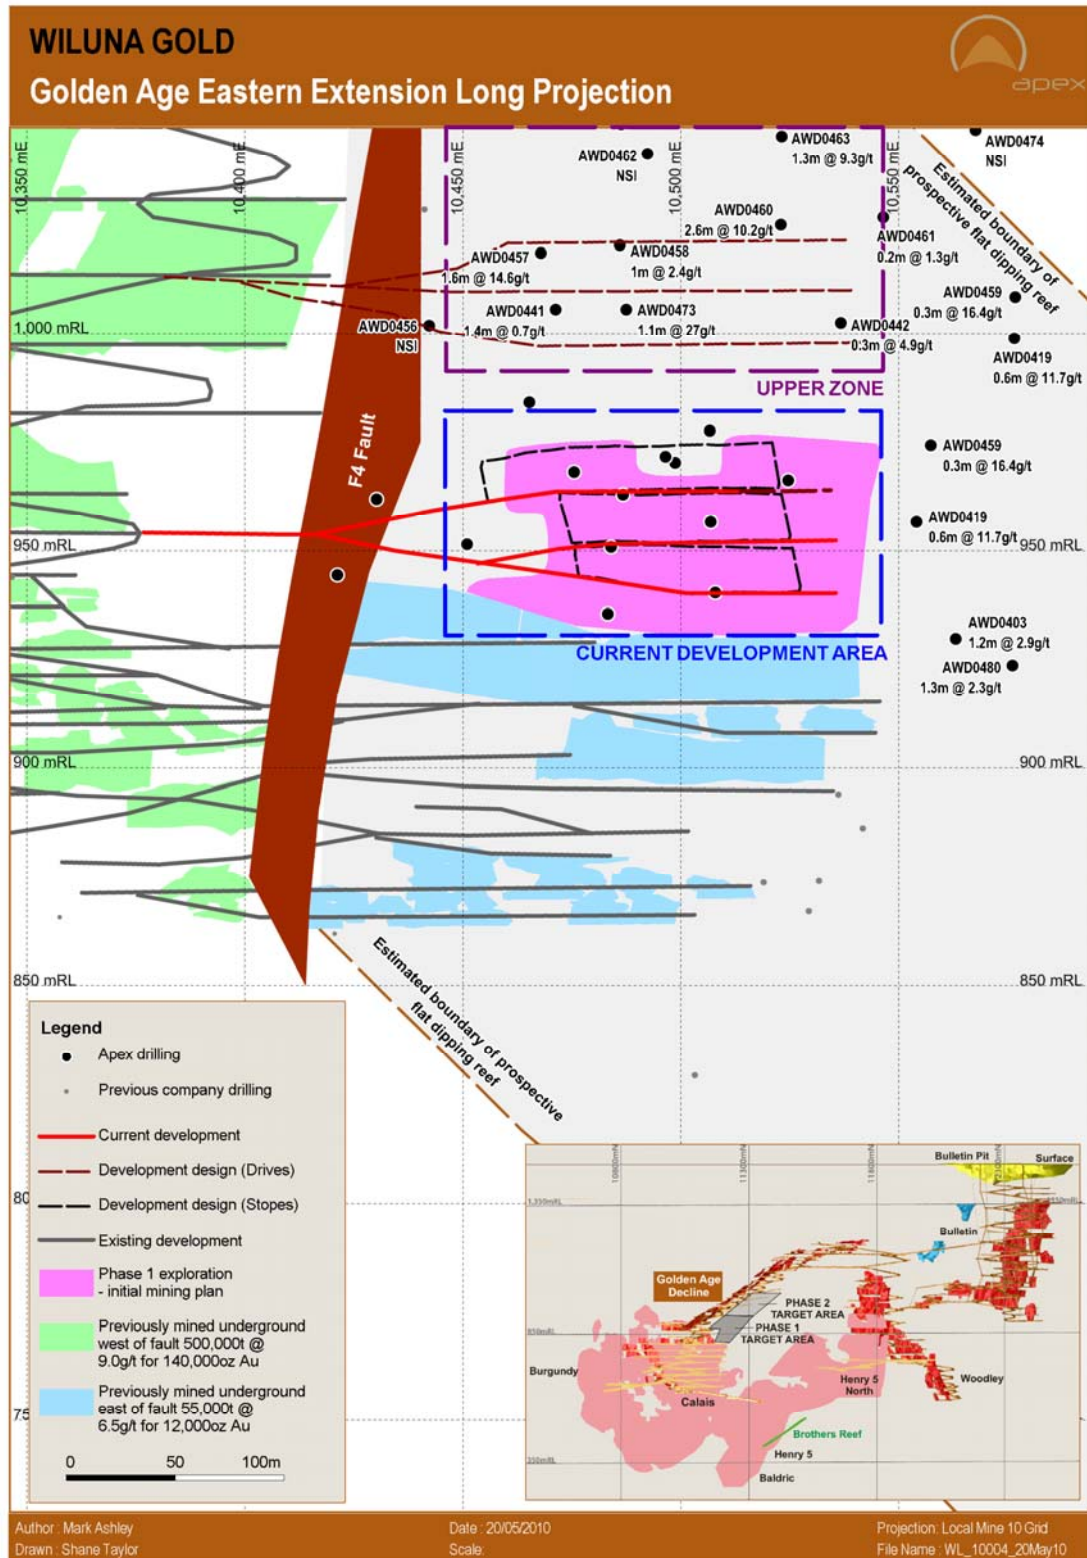 WILUNA GOLD
Golden Age Eastern Extension Long Projection
apex
10,350 mE
10,400 mE
10,450 mE
10,500 mE
10,550 mE
AWD0463
1.3m @ 9.3g/t
AWD0474
NSI
AWD0462
NSI
Estimated boundary of
prospective flat dipping reef
AWD0460
2.6m @ 10.2g/t
AWD0461
0.2m @ 1.3g/t
AWD0457
1.6m @ 14.6g/t
AWD0458
1m @ 2.4g/t
AWD0459
0.3m @ 16.4g/t
AWD0441
1.4m @ 0.7g/t
AWD0473
1.1m @ 27g/t
AWD0442
0.3m @ 4.9g/t
AWD0456
NSI
1,000 mRL
1,000 mRL
AWD0419
0.6m @ 11.7g/t
UPPER ZONE
F4 Fault
AWD0459
0.3m @ 16.4g/t
AWD0419
0.6m @ 11.7g/t
950 mRL
950 mRL
CURRENT DEVELOPMENT AREA
AWD0403
1.2m @ 2.9g/t
AWD0480
1.3m @ 2.3g/t
900 mRL
900 mRL
850 mRL
850 mRL
Estimated boundary of prospective
flat dipping reef
Legend
Apex drilling
Previous company drilling
Current development
Development design (Drives)
Development design (Stopes)
Existing development
Phase 1 exploration
- initial mining plan
Previously mined underground
west of fault 500,000t @
9.0g/t for 140,000oz Au
Previously mined underground
east of fault 55,000t @
6.5g/t for 12,000oz Au
0 50 100m
80
75
Bulletin Pit
Surface
Bulletin
Golden Age
Decline
PHASE 2
TARGET AREA
PHASE 1
TARGET AREA
Burgundy
Calais
Henry 5
North
Woodley
Brothers Reef
Henry 5
Baldric
Author : Mark Ashley
Drawn : Shane Taylor
Date : 20/05/2010
Scale:
Projection: Local Mine 10 Grid
File Name : WL_10004_20May10